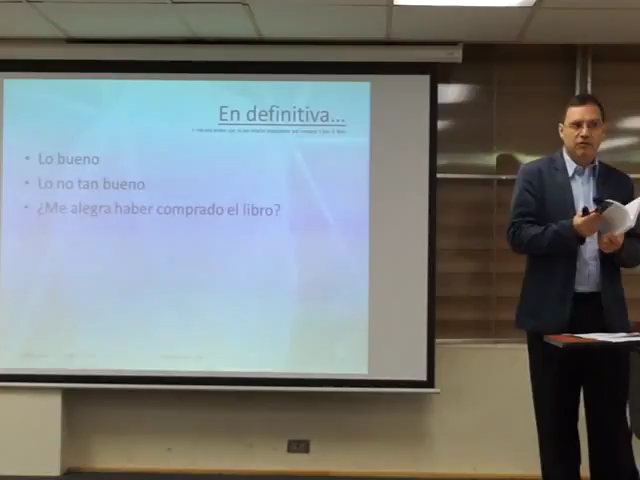 En definitiva...
• Lo bueno
• Lo no tan bueno
• ¿Me alegra haber comprado el libro?